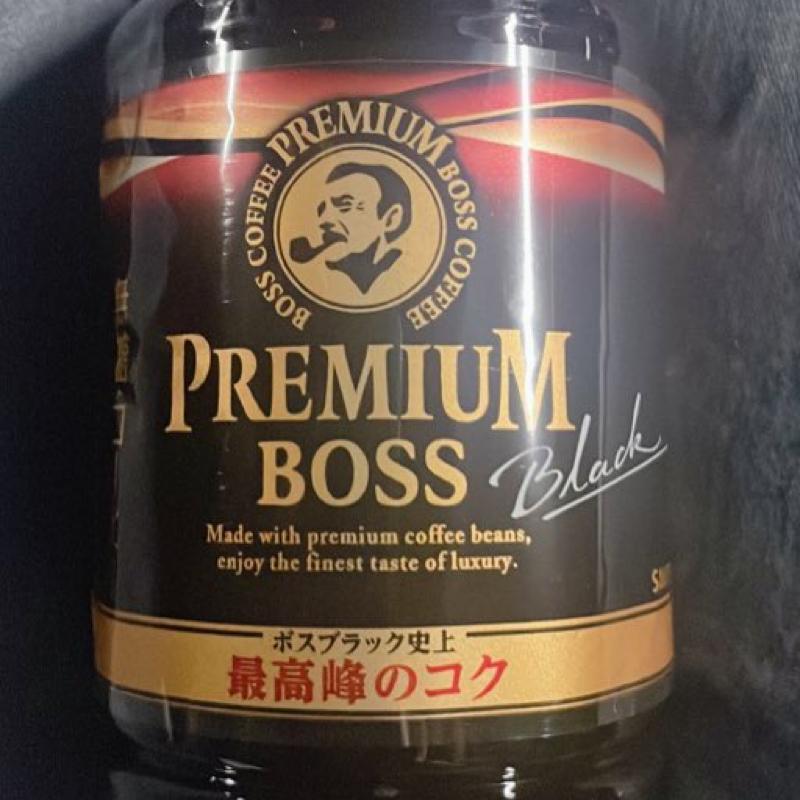 BOSS COFFEE PREMIUM BOSS COFFEE
PREMIUM
BOSS
Black
Made with premium coffee beans,
enjoy the finest taste of luxury.
ボスブラック史上
最高峰のコク